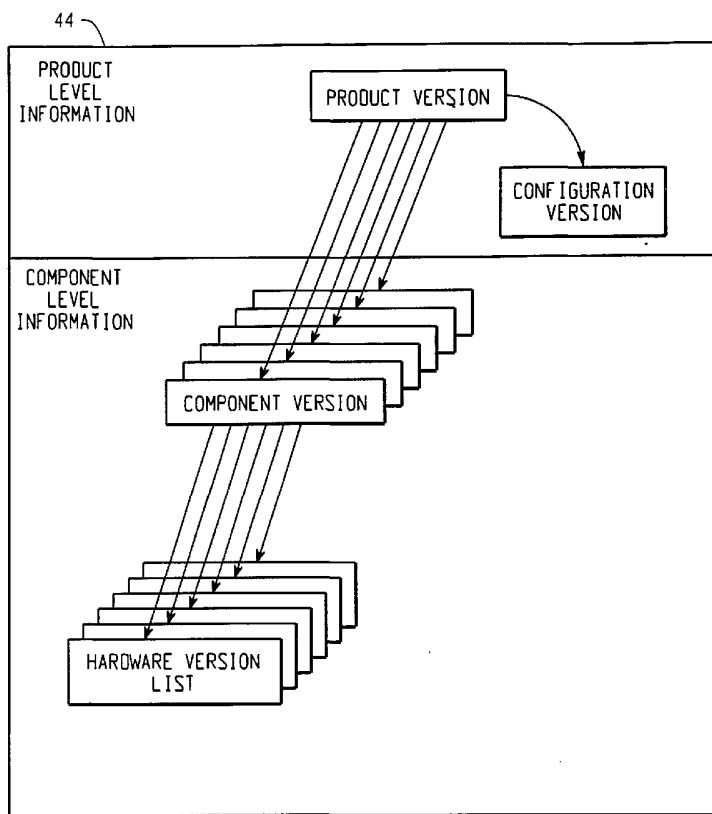 44
PRODUCT
LEVEL
INFORMATION
PRODUCT VERSION
CONFIGURATION
VERSION
COMPONENT
LEVEL
INFORMATION
COMPONENT VERSION
HARDWARE VERSION
LIST